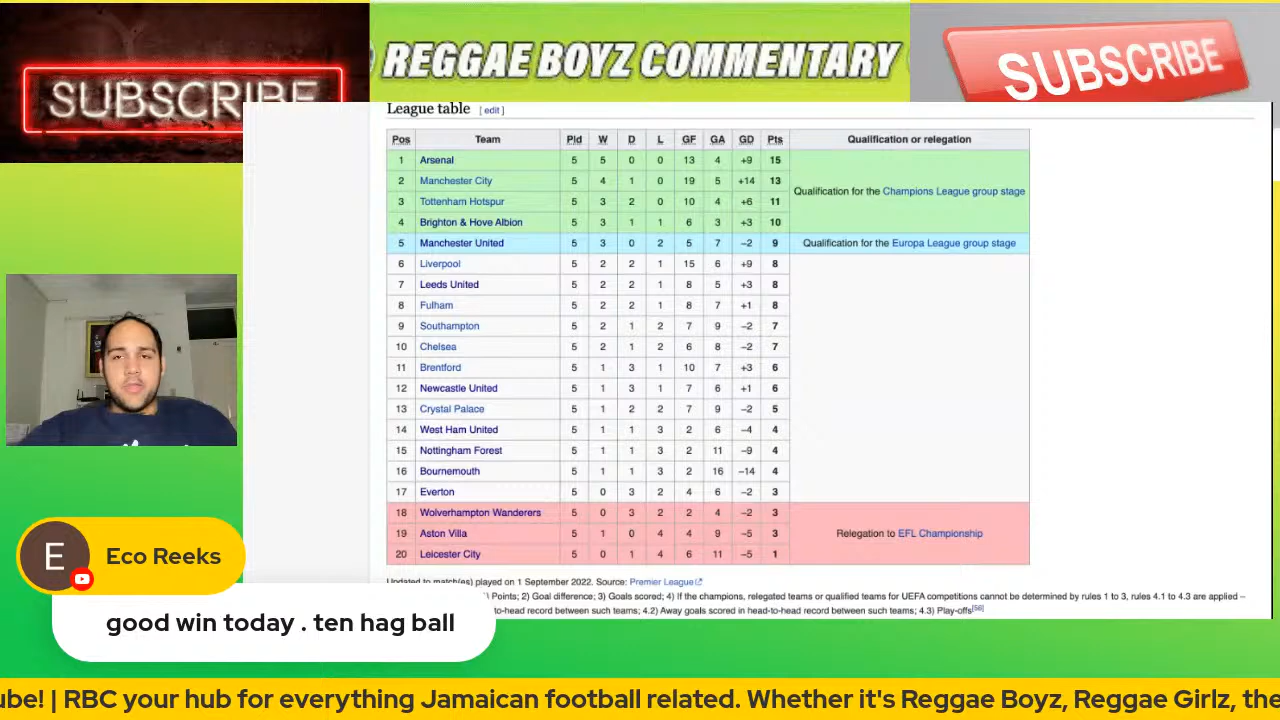 SUBSCRIBE
REGGAE BOYZ COMMENTARY
SUBSCRIBE
League table [ edit ]
Pos Team Pld W D L GF GA GD Pts Qualification or relegation
1 Arsenal 5 5 0 0 13 4 +9 15
2 Manchester City 5 4 1 0 19 5 +14 13
Qualification for the Champions League group stage
3 Tottenham Hotspur 5 3 2 0 10 4 +6 11
4 Brighton & Hove Albion 5 3 1 1 6 3 +3 10
5 Manchester United 5 3 0 2 5 7 −2 9 Qualification for the Europa League group stage
6 Liverpool 5 2 2 1 15 6 +9 8
7 Leeds United 5 2 2 1 8 5 +3 8
8 Fulham 5 2 2 1 8 7 +1 8
9 Southampton 5 2 1 2 7 9 −2 7
10 Chelsea 5 2 1 2 6 8 −2 7
11 Brentford 5 1 3 1 10 7 +3 6
12 Newcastle United 5 1 3 1 7 6 +1 6
13 Crystal Palace 5 1 2 2 7 9 −2 5
14 West Ham United 5 1 1 3 2 6 −4 4
15 Nottingham Forest 5 1 1 3 2 11 −9 4
16 Bournemouth 5 1 1 3 2 16 −14 4
17 Everton 5 0 3 2 4 6 −2 3
18 Wolverhampton Wanderers 5 0 3 2 2 4 −2 3
19 Aston Villa 5 1 0 4 4 9 −5 3 Relegation to EFL Championship
20 Leicester City 5 0 1 4 6 11 −5 1
Updated to match(es) played on 1 September 2022. Source: Premier League
) Points; 2) Goal difference; 3) Goals scored; 4) If the champions, relegated teams or qualified teams for UEFA competitions cannot be determined by rules 1 to 3, rules 4.1 to 4.3 are applied –
to-head record between such teams; 4.2) Away goals scored in head-to-head record between such teams; 4.3) Play-offs[56]
E
Eco Reeks
good win today . ten hag ball
ube! | RBC your hub for everything Jamaican football related. Whether it's Reggae Boyz, Reggae Girlz, the